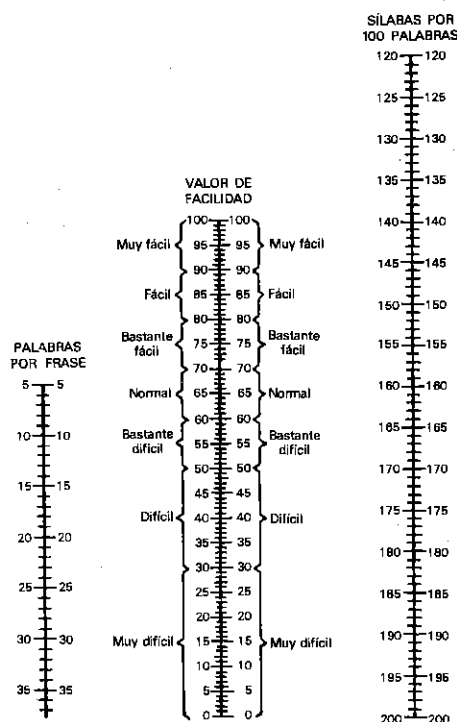 SÍLABAS POR
100 PALABRAS
120 120
125 125
130 130
135 135
140 140
145 145
150 150
155 155
160 160
165 165
170 170
175 175
180 180
185 185
190 190
195 195
200 200
VALOR DE
FACILIDAD
100 100
Muy fácil 95 95 Muy fácil
90 90
Fácil 85 85 Fácil
80 80
Bastante
fácil 75 75 Bastante
fácil
70 70
Normal 65 65 Normal
60 60
Bastante
difícil 55 55 Bastante
difícil
50 50
45 45
Difícil 40 40 Difícil
35 35
30 30
25 25
20 20
Muy difícil 15 15 Muy difícil
10 10
5 5
0 0
PALABRAS
POR FRASE
5 5
10 10
15 15
20 20
25 25
30 30
35 35